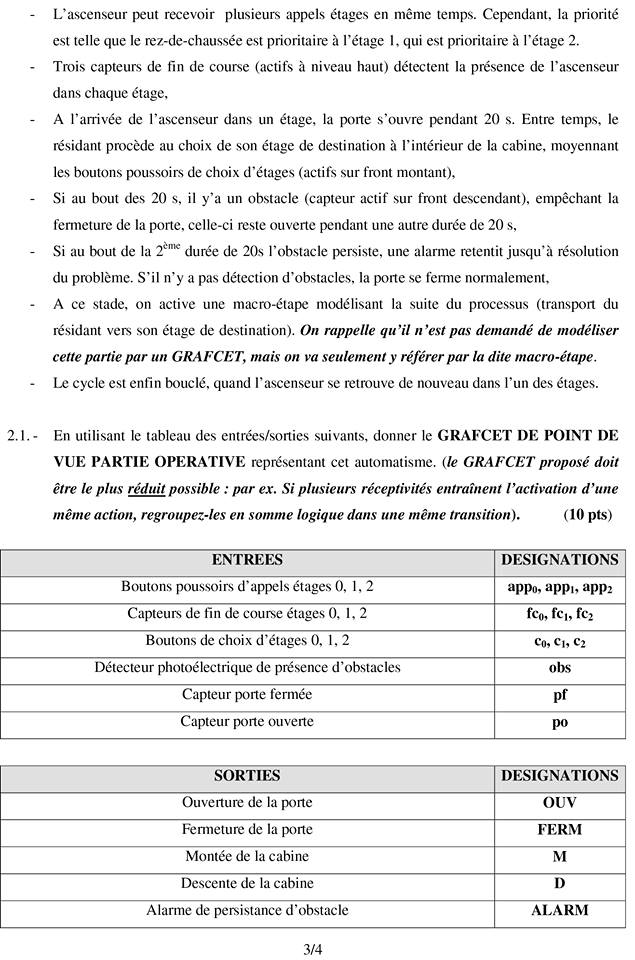 - L'ascenseur peut recevoir plusieurs appels étages en même temps. Cependant, la priorité
est telle que le rez-de-chaussée est prioritaire à l'étage 1, qui est prioritaire à l'étage 2.
- Trois capteurs de fin de course (actifs à niveau haut) détectent la présence de l'ascenseur
dans chaque étage,
- A l'arrivée de l'ascenseur dans un étage, la porte s'ouvre pendant 20 s. Entre temps, le
résidant procède au choix de son étage de destination à l'intérieur de la cabine, moyennant
les boutons poussoirs de choix d'étages (actifs sur front montant),
- Si au bout des 20 s, il y'a un obstacle (capteur actif sur front descendant), empêchant la
fermeture de la porte, celle-ci reste ouverte pendant une autre durée de 20 s,
- Si au bout de la 2ème durée de 20s l'obstacle persiste, une alarme retentit jusqu'à résolution
du problème. S'il n'y a pas détection d'obstacles, la porte se ferme normalement,
- A ce stade, on active une macro-étape modélisant la suite du processus (transport du
résidant vers son étage de destination). On rappelle qu'il n'est pas demandé de modéliser
cette partie par un GRAFCET, mais on va seulement y référer par la dite macro-étape.
- Le cycle est enfin bouclé, quand l'ascenseur se retrouve de nouveau dans l'un des étages.
2.1. - En utilisant le tableau des entrées/sorties suivants, donner le GRAFCET DE POINT DE
VUE PARTIE OPERATIVE représentant cet automatisme. (le GRAFCET proposé doit
être le plus réduit possible : par ex. Si plusieurs réceptivités entraînent l'activation d'une
même action, regroupez-les en somme logique dans une même transition). (10 pts)
ENTREES DESIGNATIONS
Boutons poussoirs d'appels étages 0, 1, 2 app0, app1, app2
Capteurs de fin de course étages 0, 1, 2 fc0, fc1, fc2
Boutons de choix d'étages 0, 1, 2 c0, c1, c2
Détecteur photoélectrique de présence d'obstacles obs
Capteur porte fermée pf
Capteur porte ouverte po
SORTIES DESIGNATIONS
Ouverture de la porte OUV
Fermeture de la porte FERM
Montée de la cabine M
Descente de la cabine D
Alarme de persistance d'obstacle ALARM
3/4